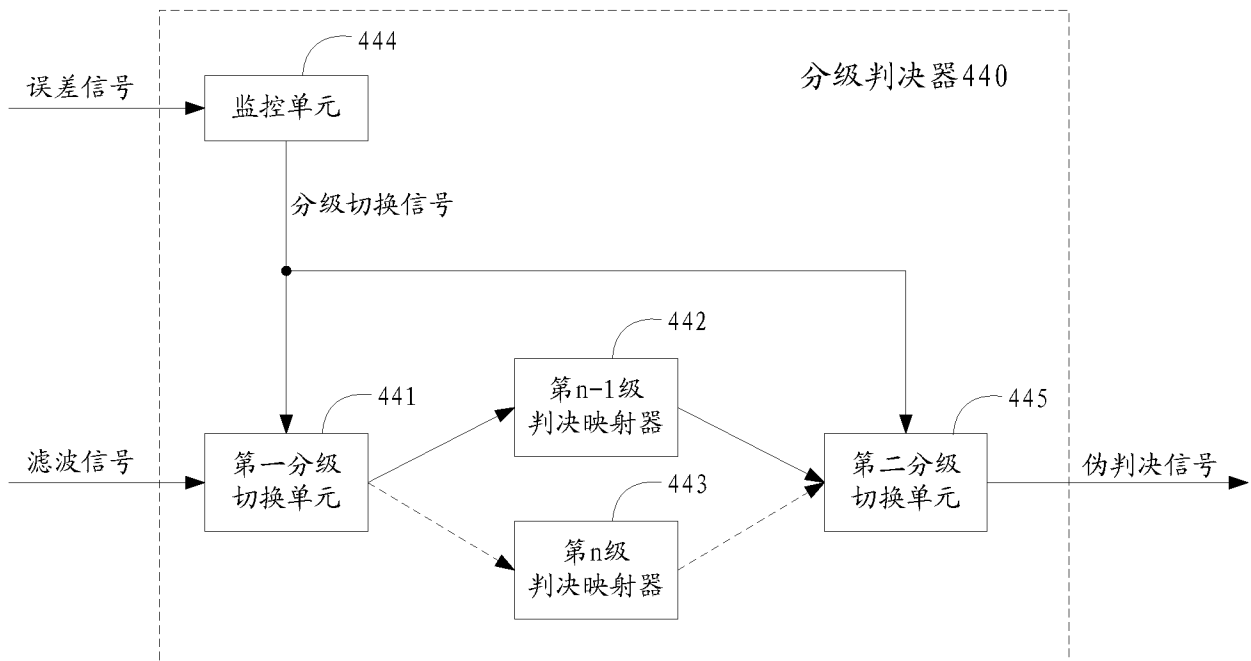 444
分级判决器440
误差信号
监控单元
分级切换信号
442
第n-1级
判决映射器
441
445
滤波信号
第一分级
切换单元
第二分级
切换单元
伪判决信号
443
第n级
判决映射器